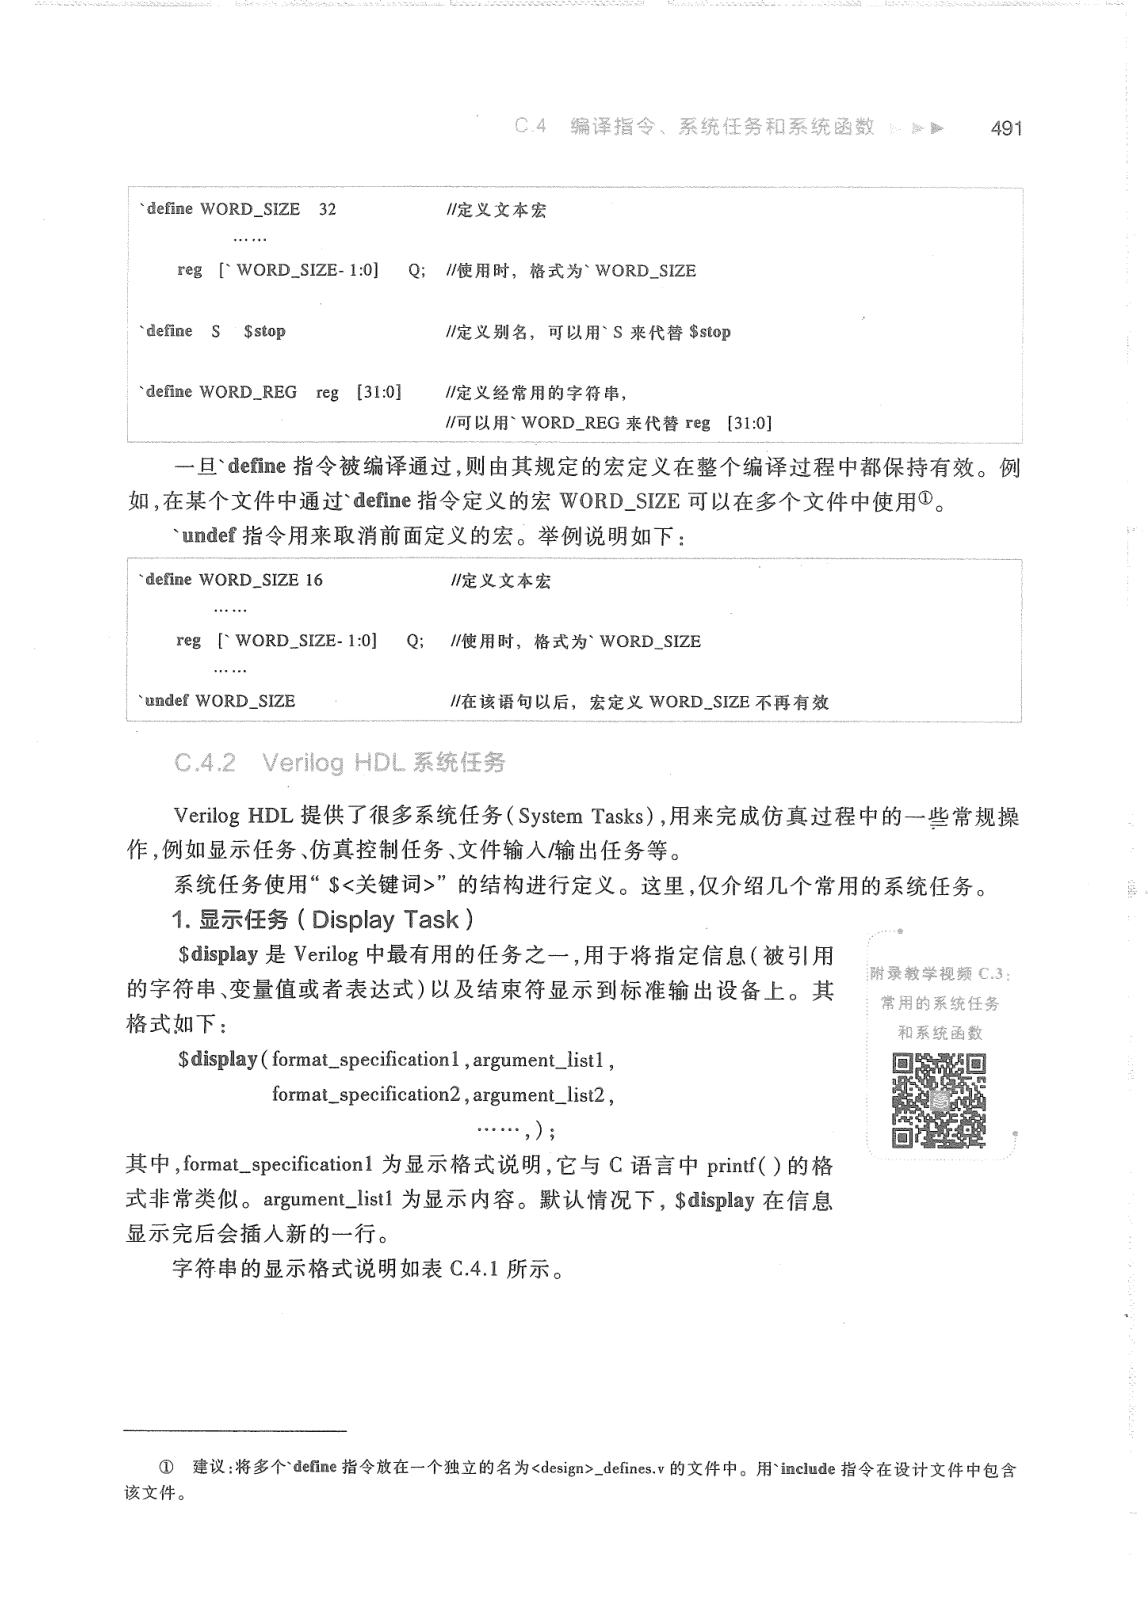 C.4 编译指令、系统任务和系统函数 491
`define WORD_SIZE 32 //定义文本宏
……
reg [` WORD_SIZE- 1:0] Q; //使用时，格式为` WORD_SIZE
`define S $stop //定义别名，可以用` S 来代替 $stop
`define WORD_REG reg [31:0] //定义经常用的字符串，
//可以用` WORD_REG 来代替 reg [31:0]
一旦`define 指令被编译通过，则由其规定的宏定义在整个编译过程中都保持有效。例
如，在某个文件中通过`define 指令定义的宏 WORD_SIZE 可以在多个文件中使用①。
`undef 指令用来取消前面定义的宏。举例说明如下：
`define WORD_SIZE 16 //定义文本宏
……
reg [` WORD_SIZE- 1:0] Q; //使用时，格式为` WORD_SIZE
……
`undef WORD_SIZE //在该语句以后，宏定义 WORD_SIZE 不再有效
C.4.2 Verilog HDL 系统任务
Verilog HDL 提供了很多系统任务(System Tasks)，用来完成仿真过程中的一些常规操
作，例如显示任务、仿真控制任务、文件输入/输出任务等。
系统任务使用“ $<关键词>” 的结构进行定义。这里，仅介绍几个常用的系统任务。
1. 显示任务（Display Task）
$display 是 Verilog 中最有用的任务之一，用于将指定信息(被引用
的字符串、变量值或者表达式)以及结束符显示到标准输出设备上。其
格式如下：
$display(format_specification1,argument_list1,
format_specification2,argument_list2,
……,);
其中，format_specification1 为显示格式说明，它与 C 语言中 printf( )的格
式非常类似。argument_list1 为显示内容。默认情况下，$display 在信息
显示完后会插入新的一行。
字符串的显示格式说明如表 C.4.1 所示。
附录教学视频 C.3：
常用的系统任务
和系统函数
① 建议：将多个`define 指令放在一个独立的名为<design>_defines.v 的文件中。用`include 指令在设计文件中包含
该文件。